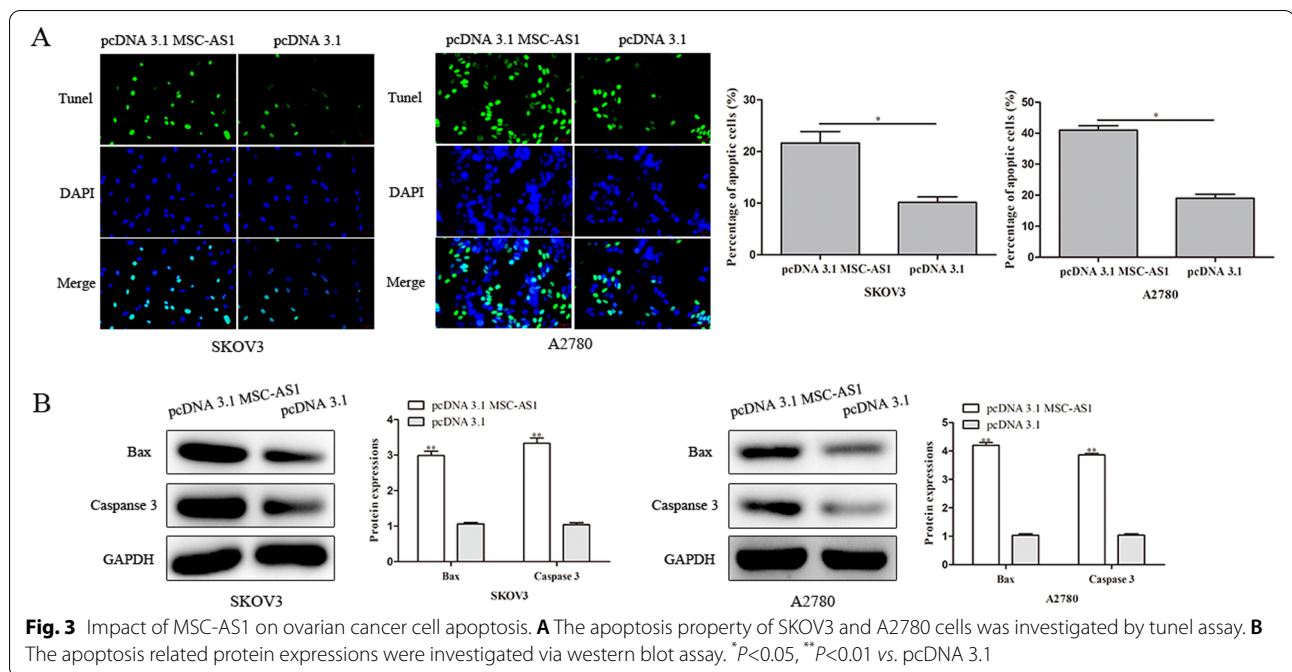 A
pcDNA 3.1 MSC-AS1 pcDNA 3.1
Tunel
DAPI
Merge
SKOV3
pcDNA 3.1 MSC-AS1 pcDNA 3.1
Tunel
DAPI
Merge
A2780
Percentage of apoptic cells (%)
30
20
10
0
*
pcDNA 3.1 MSC-AS1 pcDNA 3.1
SKOV3
Percentage of apoptic cells (%)
50
40
30
20
10
0
*
pcDNA 3.1 MSC-AS1 pcDNA 3.1
A2780
B
pcDNA 3.1 MSC-AS1 pcDNA 3.1
Bax
Caspanse 3
GAPDH
SKOV3
pcDNA 3.1 MSC-AS1
pcDNA 3.1
Protein expressions
4
3
2
1
0
**
**
Bax Caspase 3
SKOV3
pcDNA 3.1 MSC-AS1 pcDNA 3.1
Bax
Caspanse 3
GAPDH
A2780
pcDNA 3.1 MSC-AS1
pcDNA 3.1
Protein expressions
5
4
3
2
1
0
**
**
Bax Caspase 3
A2780
Fig. 3 Impact of MSC-AS1 on ovarian cancer cell apoptosis. A The apoptosis property of SKOV3 and A2780 cells was investigated by tunel assay. B
The apoptosis related protein expressions were investigated via western blot assay. *P<0.05, **P<0.01 vs. pcDNA 3.1